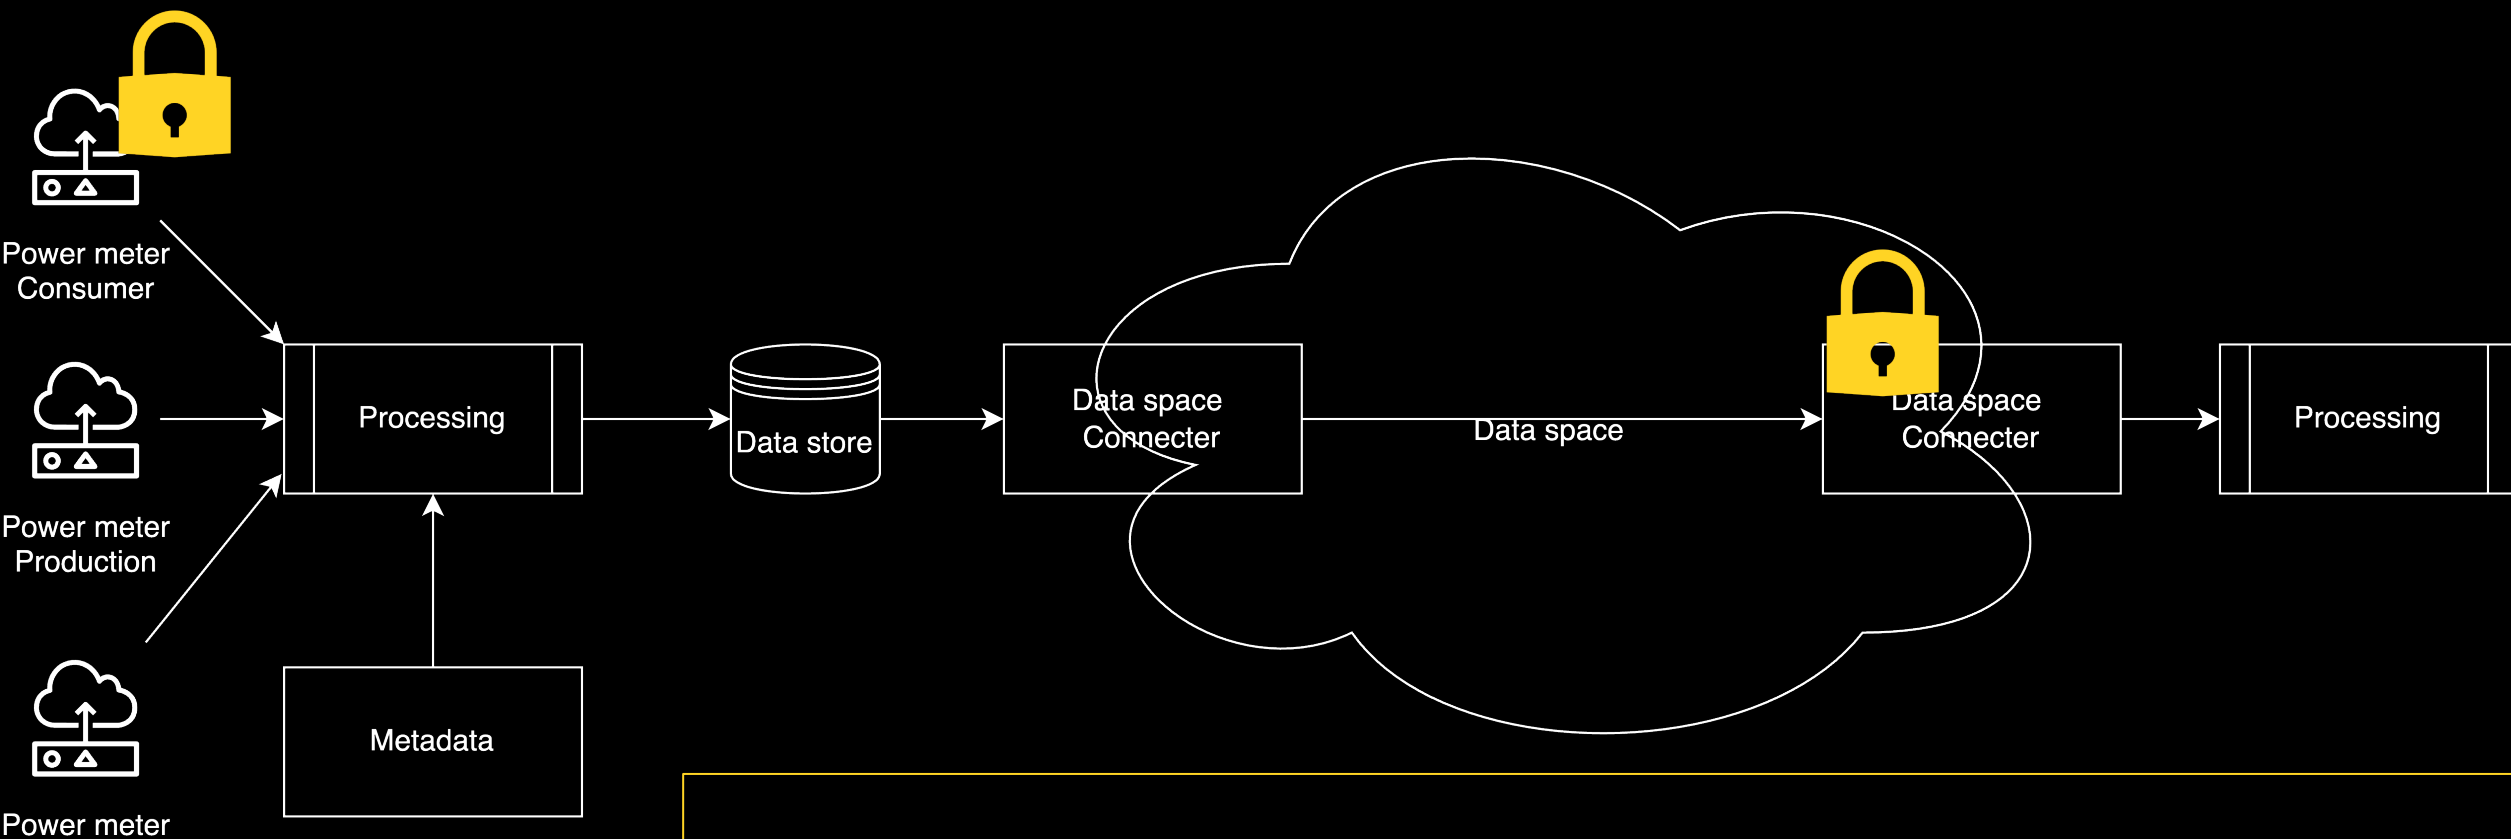 Power meter
Consumer
Power meter
Production
Power meter
Processing
Metadata
Data store
Data space
Connecter
Data space
Data space
Connecter
Processing